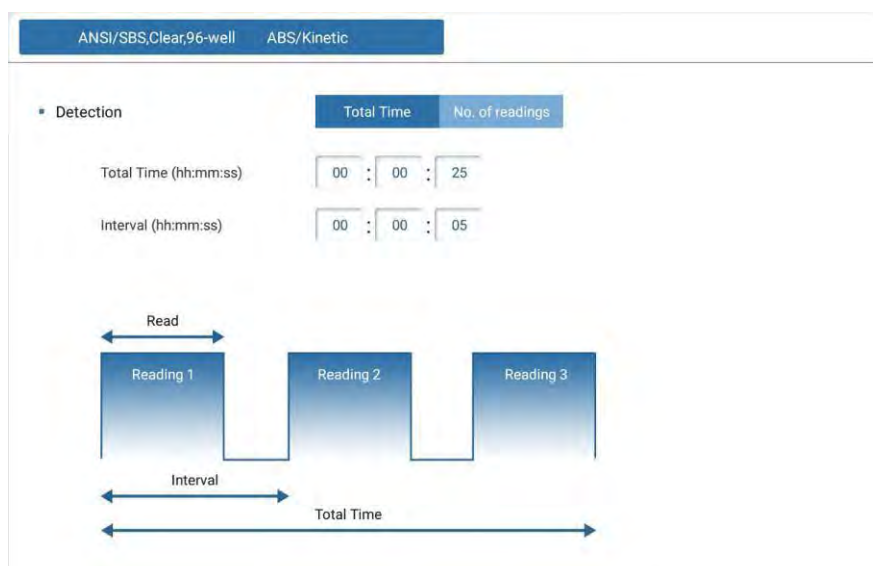 ANSI/SBS,Clear,96-well ABS/Kinetic
Detection Total Time No. of readings
Total Time (hh:mm:ss) 00 : 00 : 25
Interval (hh:mm:ss) 00 : 00 : 05
Read
Reading 1 Reading 2 Reading 3
Interval
Total Time